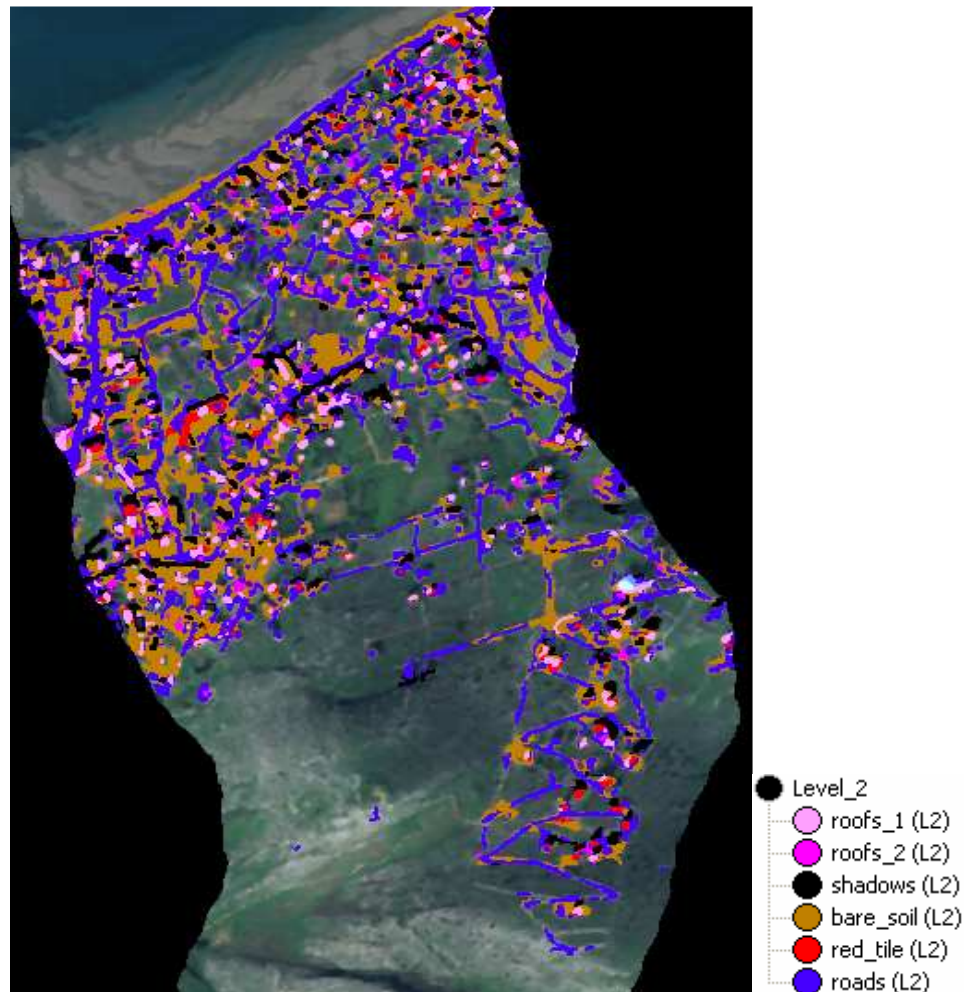 Level_2
roofs_1 (L2)
roofs_2 (L2)
shadows (L2)
bare_soil (L2)
red_tile (L2)
roads (L2)